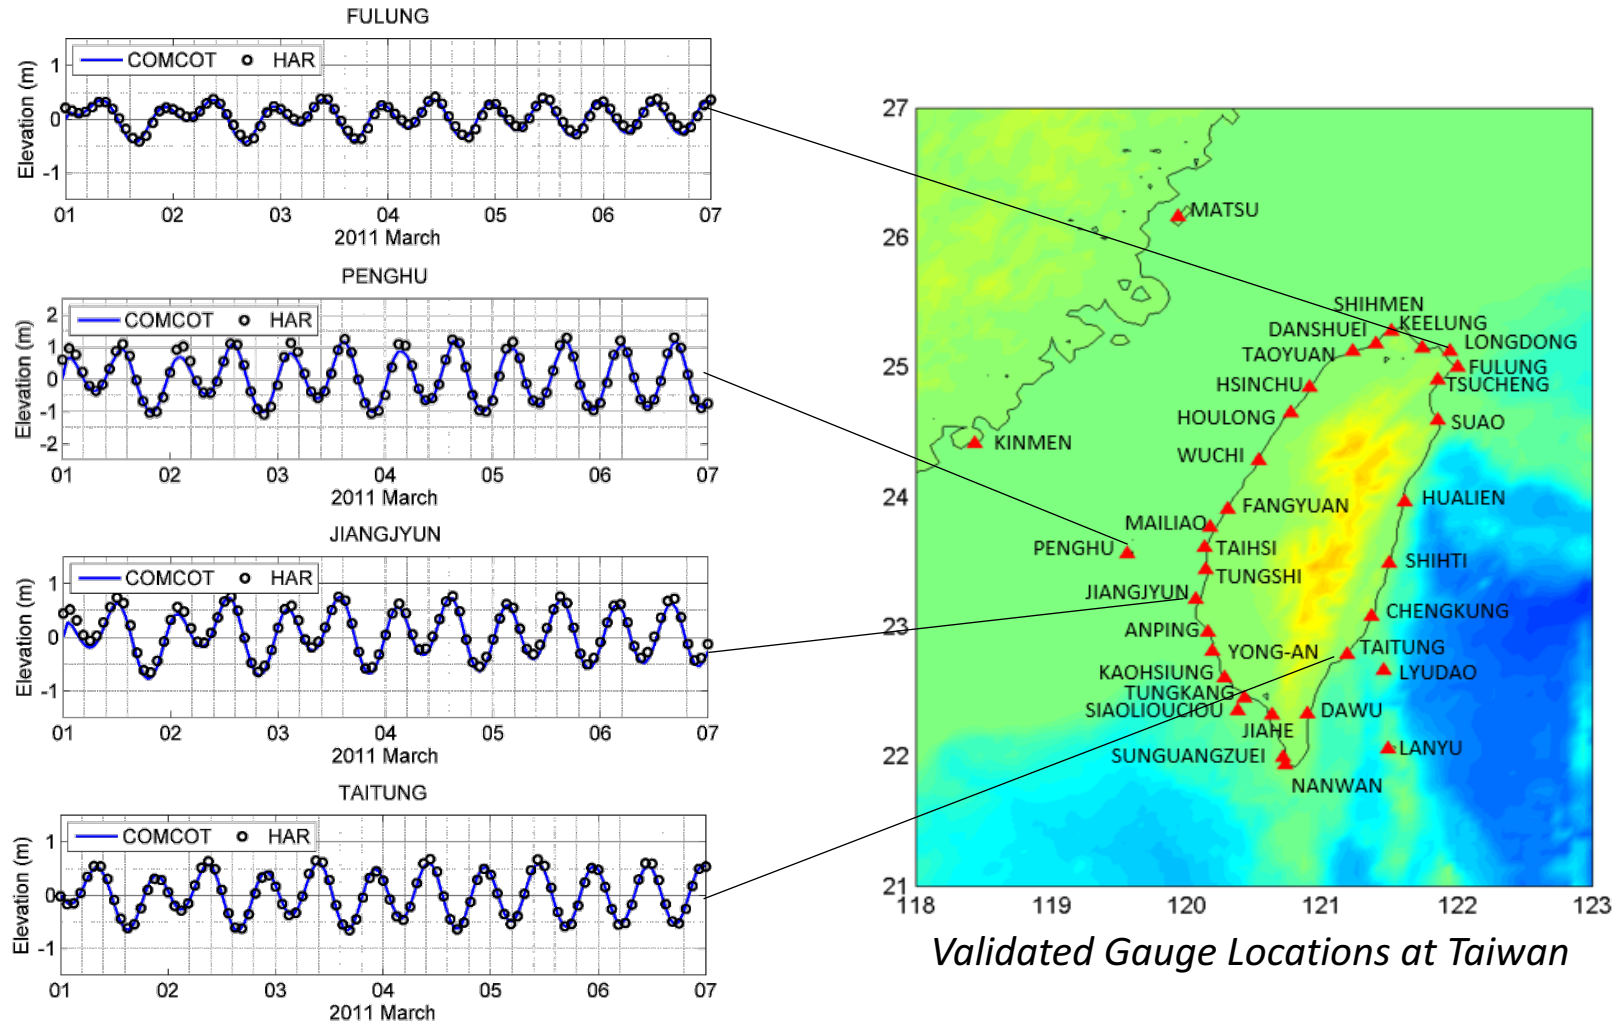 FULUNG
COMCOT HAR
Elevation (m)
1
0
-1
01 02 03 04 05 06 07
2011 March
PENGHU
COMCOT HAR
Elevation (m)
2
1
0
-1
-2
01 02 03 04 05 06 07
2011 March
JIANGJYUN
COMCOT HAR
Elevation (m)
1
0
-1
01 02 03 04 05 06 07
2011 March
TAITUNG
COMCOT HAR
Elevation (m)
1
0
-1
01 02 03 04 05 06 07
2011 March
27
26
25
24
23
22
21
118 119 120 121 122 123
MATSU
SHIHMEN
KEELUNG
DANSHUEI
LONGDONG
TAOYUAN
FULUNG
HSINCHU
TSUCHENG
HOULONG
SUAO
KINMEN
WUCHI
HUALIEN
FANGYUAN
MAILIAO
PENGHU
TAIHSI
SHIHTI
TUNGSHI
JIANGJYUN
CHENGKUNG
ANPING
TAITUNG
YONG-AN
KAOHSIUNG
LYUDAO
TUNGKANG
SIAOLIOUCIOU
DAWU
JIAHE
LANYU
SUNGUANGZUEI
NANWAN
Validated Gauge Locations at Taiwan